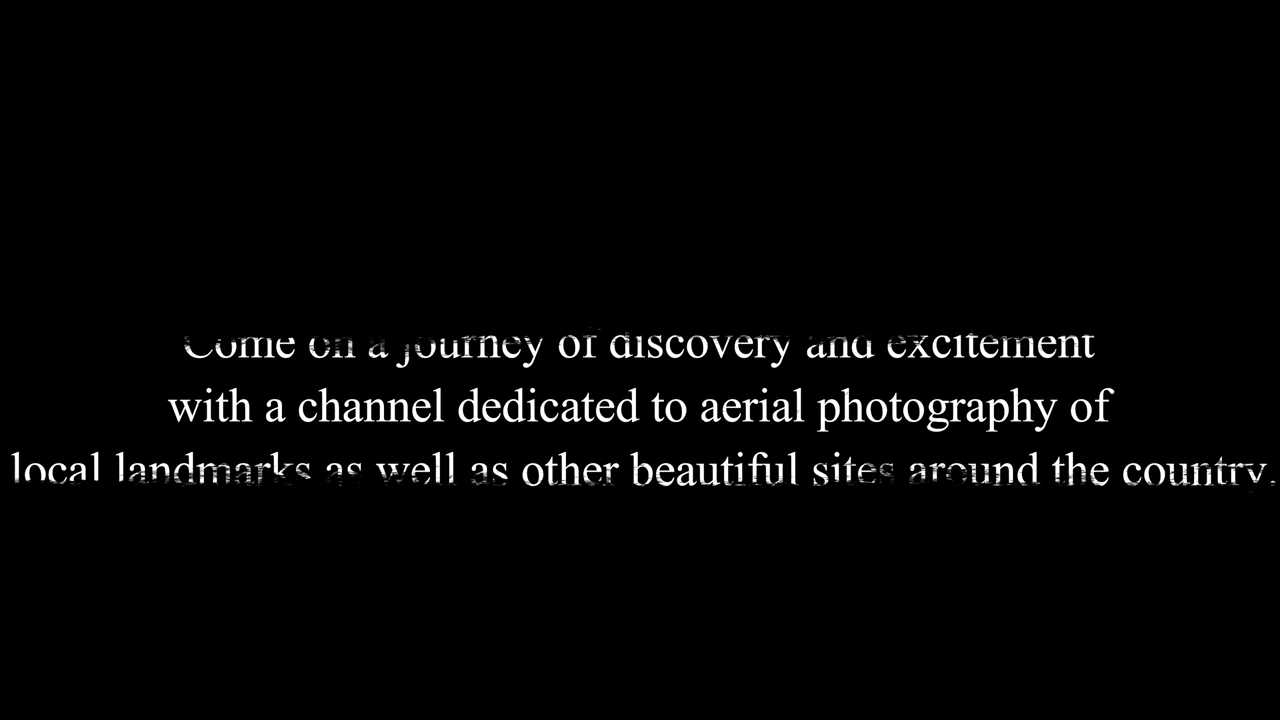 Come on a journey of discovery and excitement
with a channel dedicated to aerial photography of
local landmarks as well as other beautiful sites around the country.